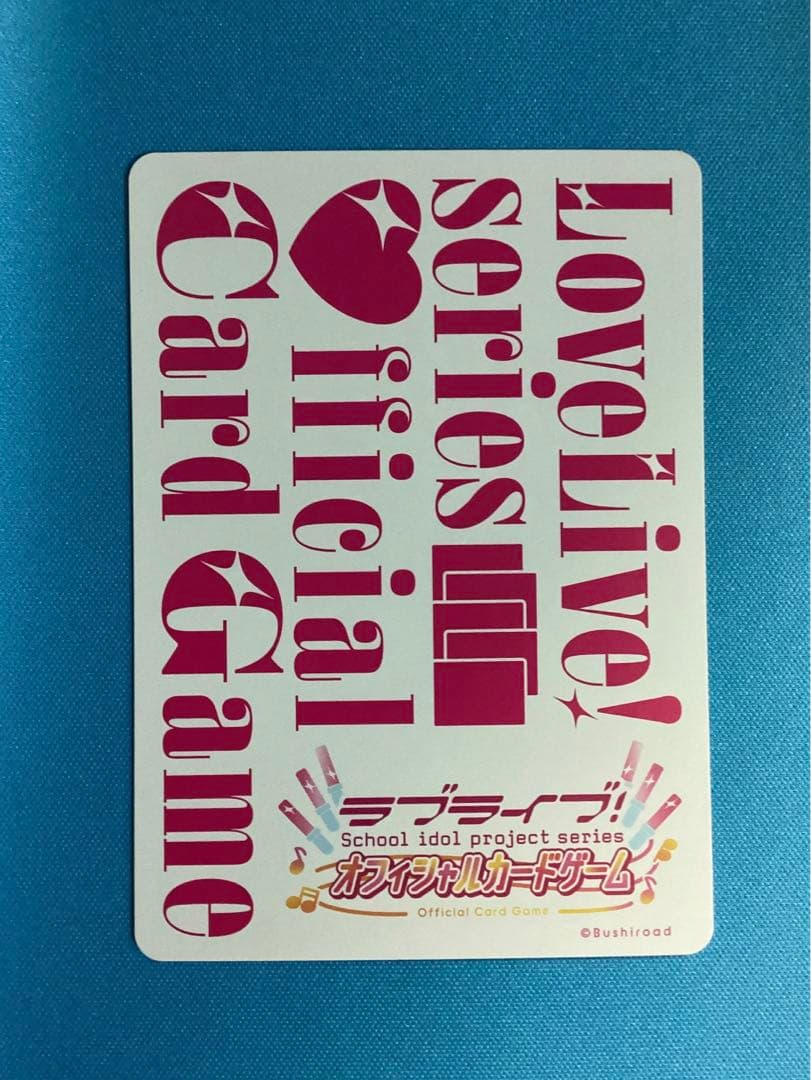 LoveLive!
series
fficial
Card Game
ラブライブ!
School idol project series
オフィシャルカードゲーム
Official Card Game
©Bushiroad